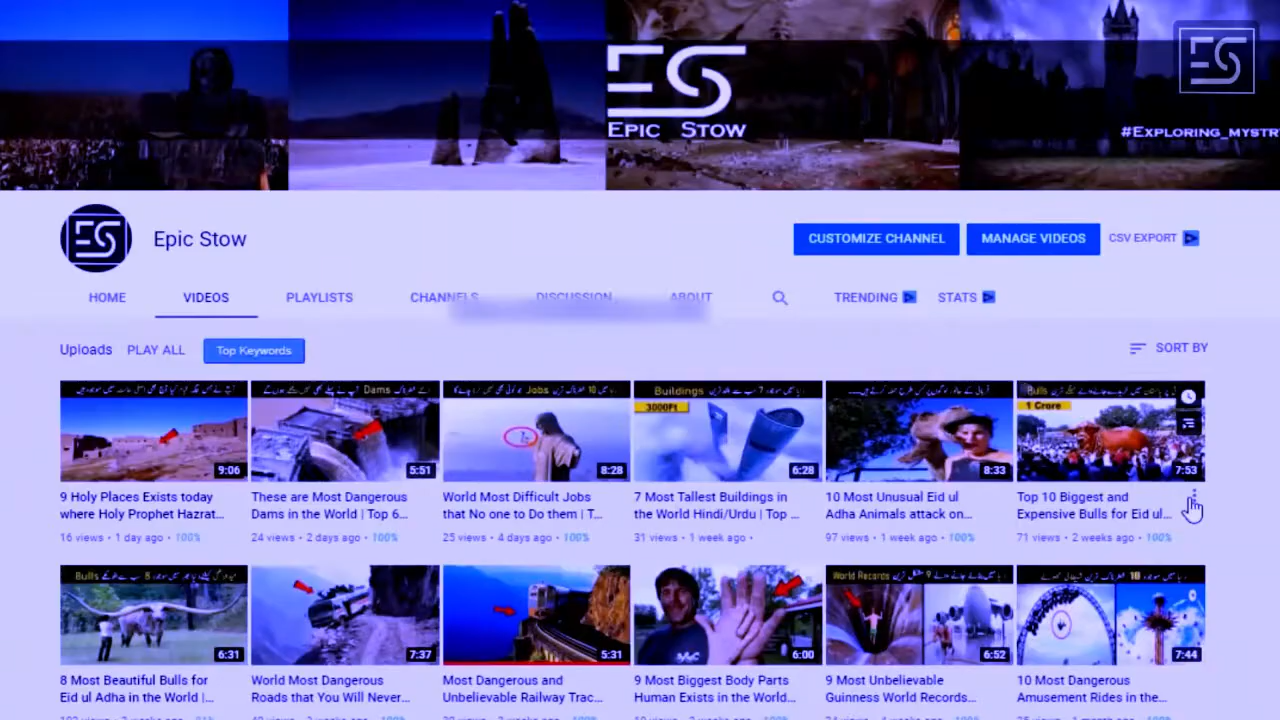 ES
EPIC STOW
#EXPLORING_MYSTR
ES
ES
Epic Stow
CUSTOMIZE CHANNEL
MANAGE VIDEOS
CSV EXPORT
HOME
VIDEOS
PLAYLISTS
CHANNELS
DISCUSSION
ABOUT
TRENDING
STATS
Uploads
PLAY ALL
Top Keywords
SORT BY
Dams
Jobs
Buildings
Bulls
3000Ft
1 Crore
9:06
5:51
8:28
6:28
8:33
7:53
9 Holy Places Exists today
where Holy Prophet Hazrat...
16 views • 1 day ago • 100%
These are Most Dangerous
Dams in the World | Top 6...
24 views • 2 days ago • 100%
World Most Difficult Jobs
that No one to Do them | T...
25 views • 4 days ago • 100%
7 Most Tallest Buildings in
the World Hindi/Urdu | Top ...
31 views • 1 week ago •
10 Most Unusual Eid ul
Adha Animals attack on...
97 views • 1 week ago • 100%
Top 10 Biggest and
Expensive Bulls for Eid ul...
71 views • 2 weeks ago • 100%
Bulls
World Records
6:31
7:37
5:31
6:00
6:52
7:44
8 Most Beautiful Bulls for
Eid ul Adha in the World |...
World Most Dangerous
Roads that You Will Never...
Most Dangerous and
Unbelievable Railway Trac...
9 Most Biggest Body Parts
Human Exists in the World...
9 Most Unbelievable
Guinness World Records...
10 Most Dangerous
Amusement Rides in the...